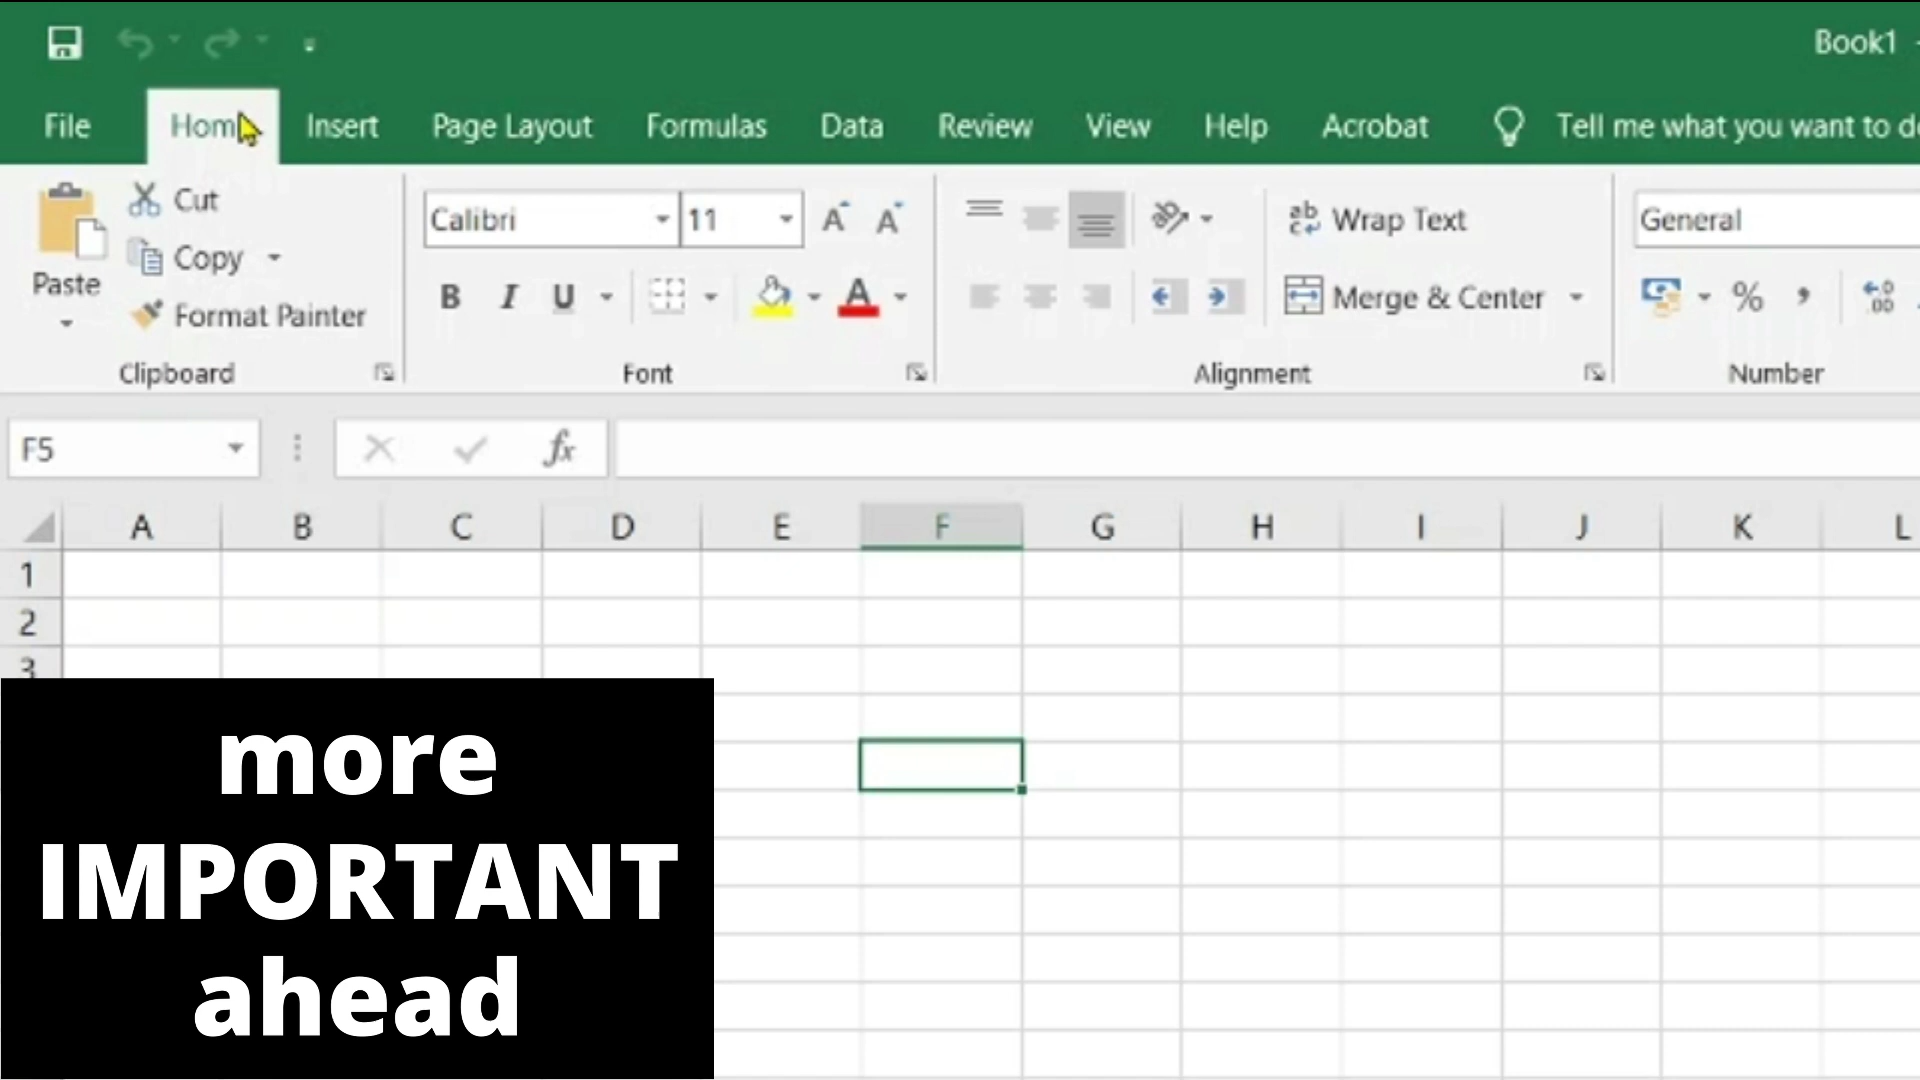 Book1 -
File Home Insert Page Layout Formulas Data Review View Help Acrobat Tell me what you want to
Cut
Calibri 11 Wrap Text General
Copy
Paste B I U A Merge & Center %
Format Painter
Clipboard Font Alignment Number
F5 fx
A B C D E F G H I J K L
1
2
3
more
IMPORTANT
ahead